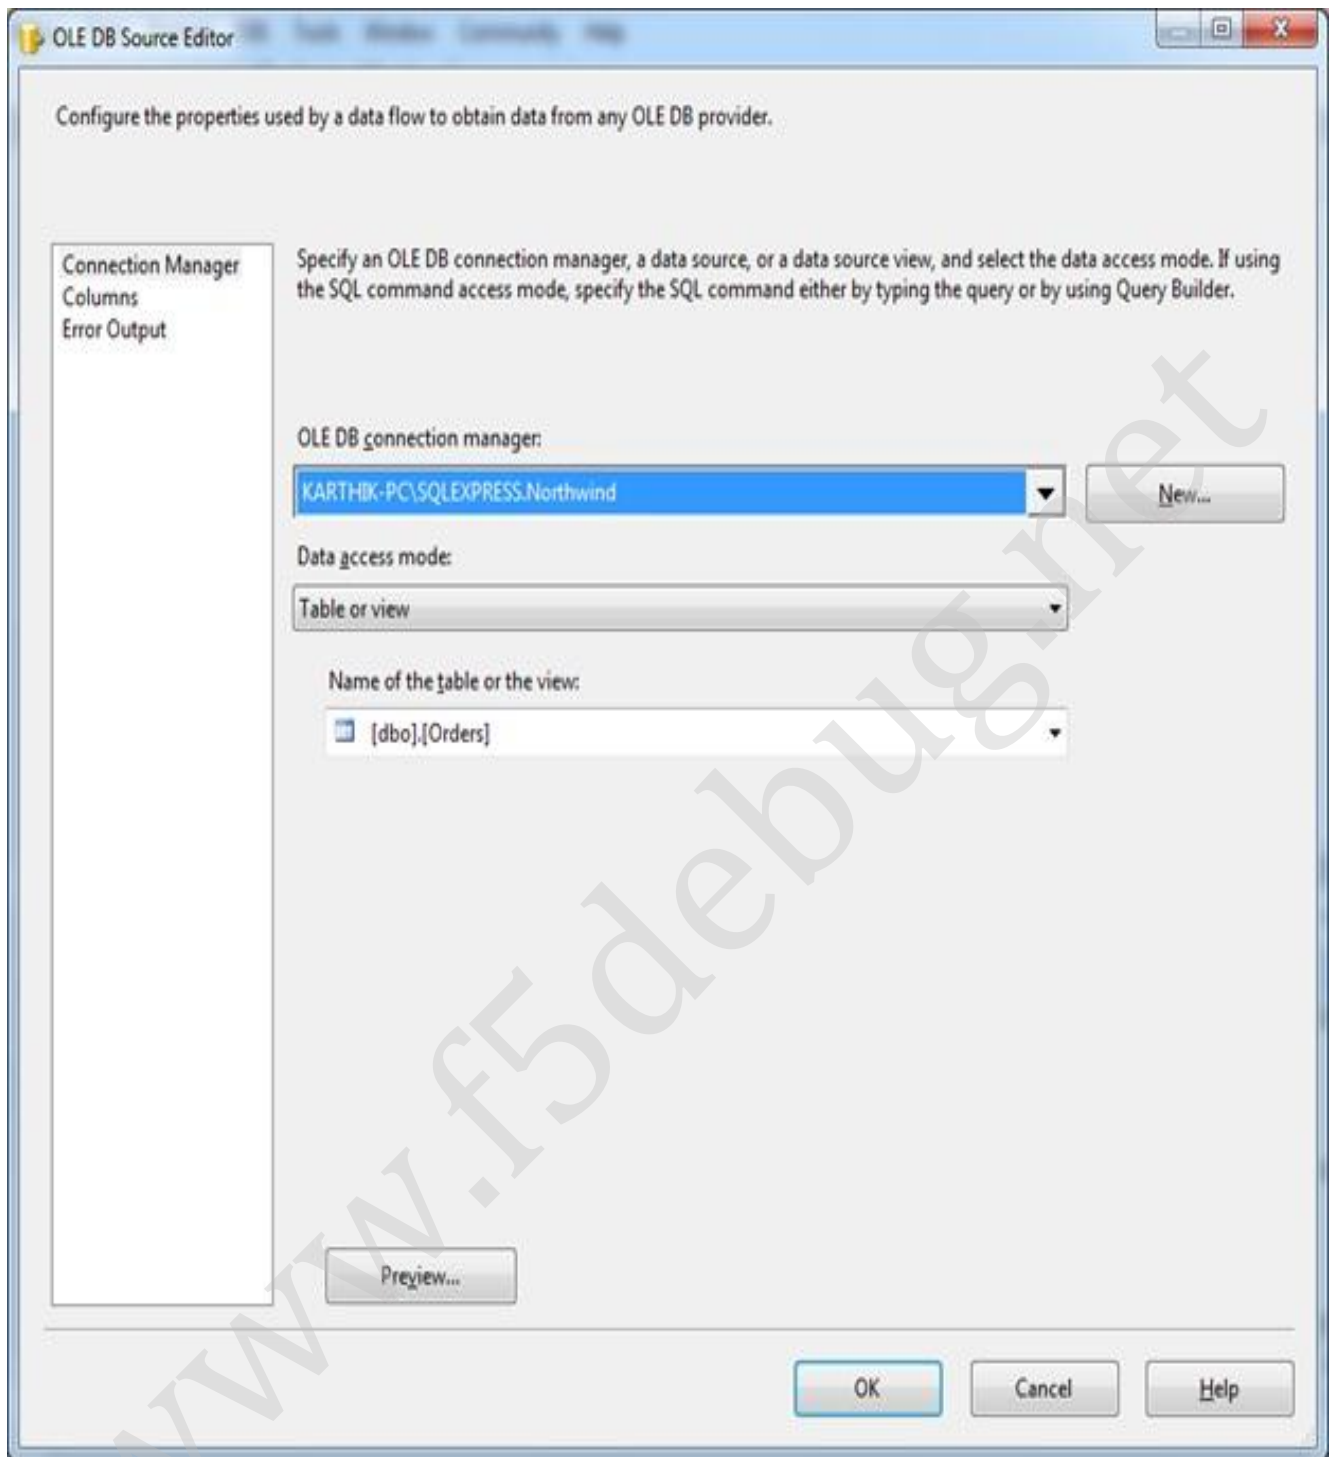 OLE DB Source Editor
Tools Window Community Help
Configure the properties used by a data flow to obtain data from any OLE DB provider.
Connection Manager
Columns
Error Output
Specify an OLE DB connection manager, a data source, or a data source view, and select the data access mode. If using
the SQL command access mode, specify the SQL command either by typing the query or by using Query Builder.
OLE DB connection manager:
KARTHIK-PC\SQLEXPRESS.Northwind
New...
Data access mode:
Table or view
Name of the table or the view:
[dbo].[Orders]
Preview...
OK
Cancel
Help
www.f5debug.net